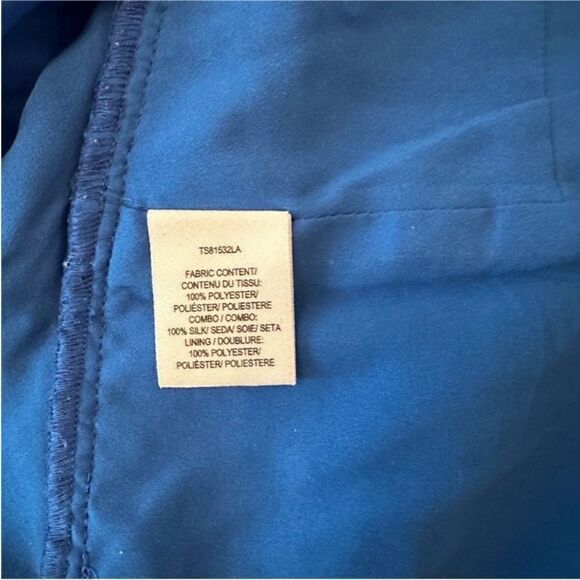 TS81532LA
FABRIC CONTENT/
CONTENU DU TISSU:
100% POLYESTER/
POLIÉSTER/ POLIESTERE
COMBO / COMBO:
100% SILK/ SEDA/ SOIE/ SETA
LINING / DOUBLURE:
100% POLYESTER/
POLIÉSTER/ POLIESTERE